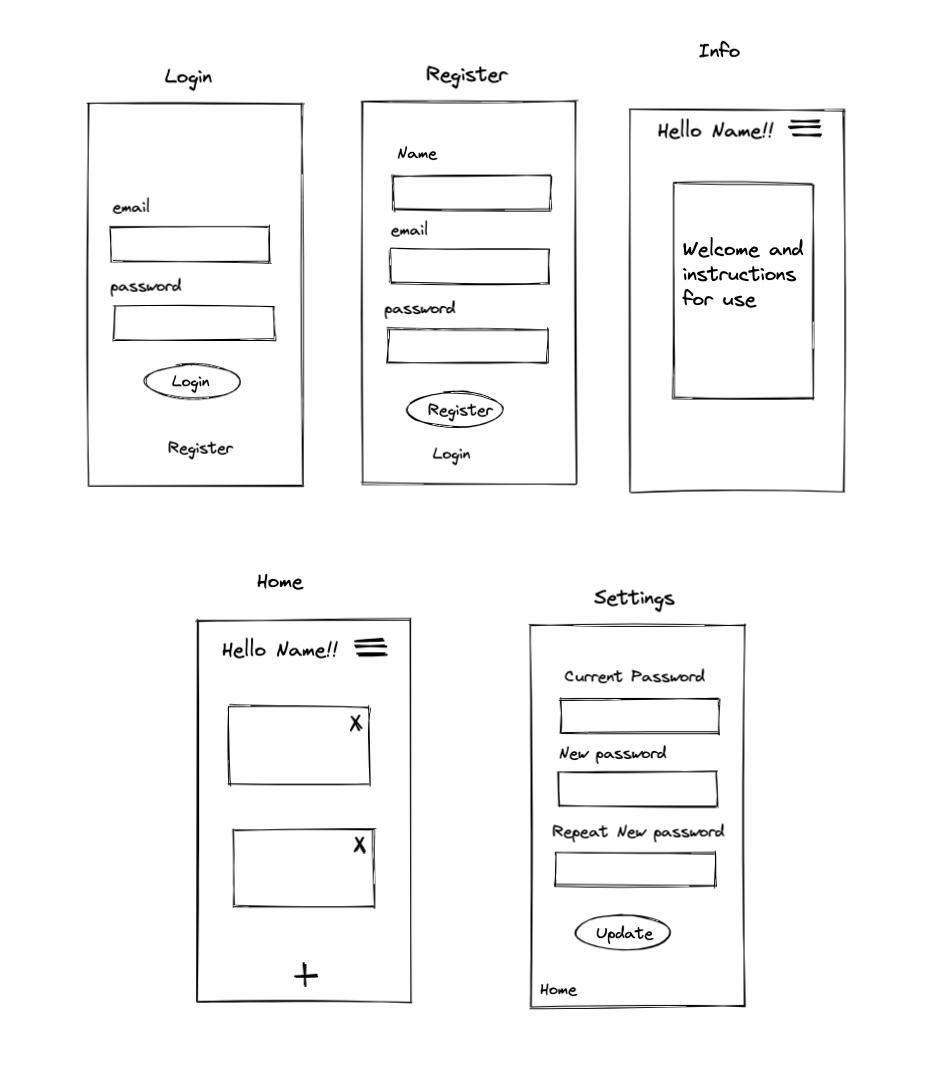 Login
email
password
Login
Register
Register
Name
email
password
Register
Login
Info
Hello Name!!
Welcome and
instructions
for use
Home
Hello Name!!
X
X
+
Settings
Current Password
New password
Repeat New password
Update
Home